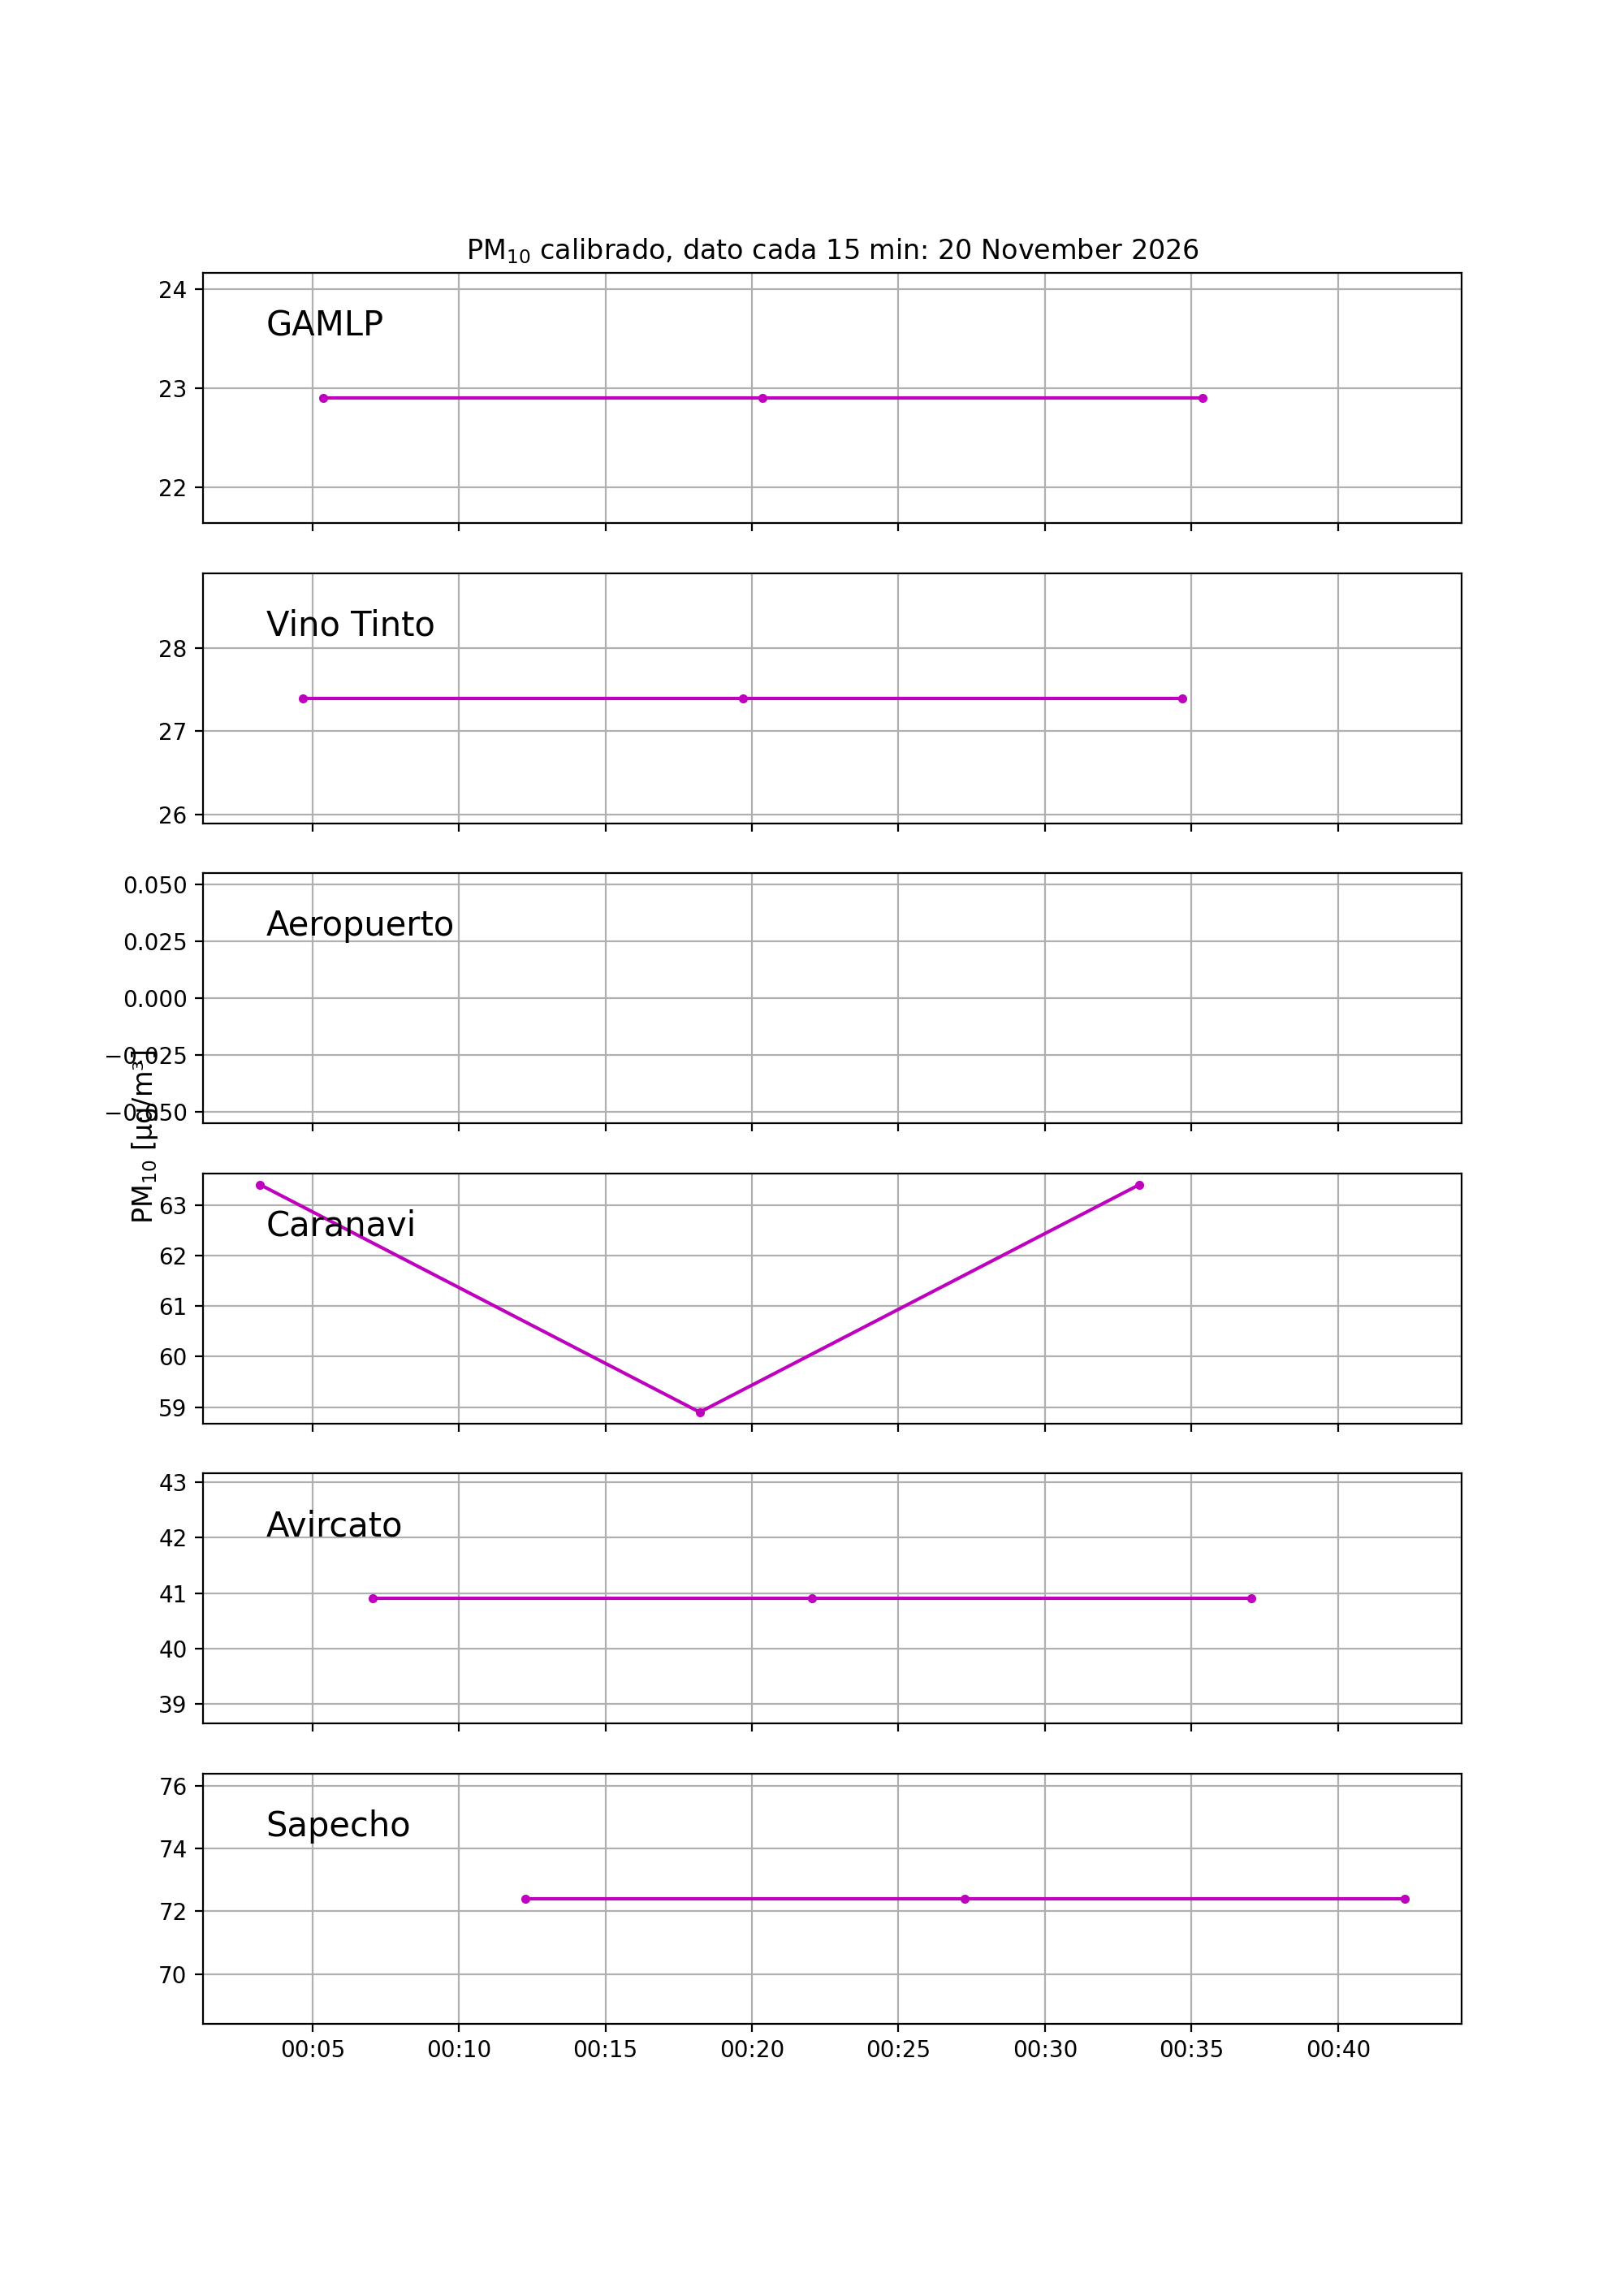 PM₁₀ calibrado, dato cada 15 min: 20 November 2026
24
GAMLP
23
22
Vino Tinto
28
27
26
0.050
Aeropuerto
0.025
0.000
−0.025
−0.050
PM₁₀ [µg/m³]
63
Caranavi
62
61
60
59
43
Avircato
42
41
40
39
76
Sapecho
74
72
70
00:05 00:10 00:15 00:20 00:25 00:30 00:35 00:40